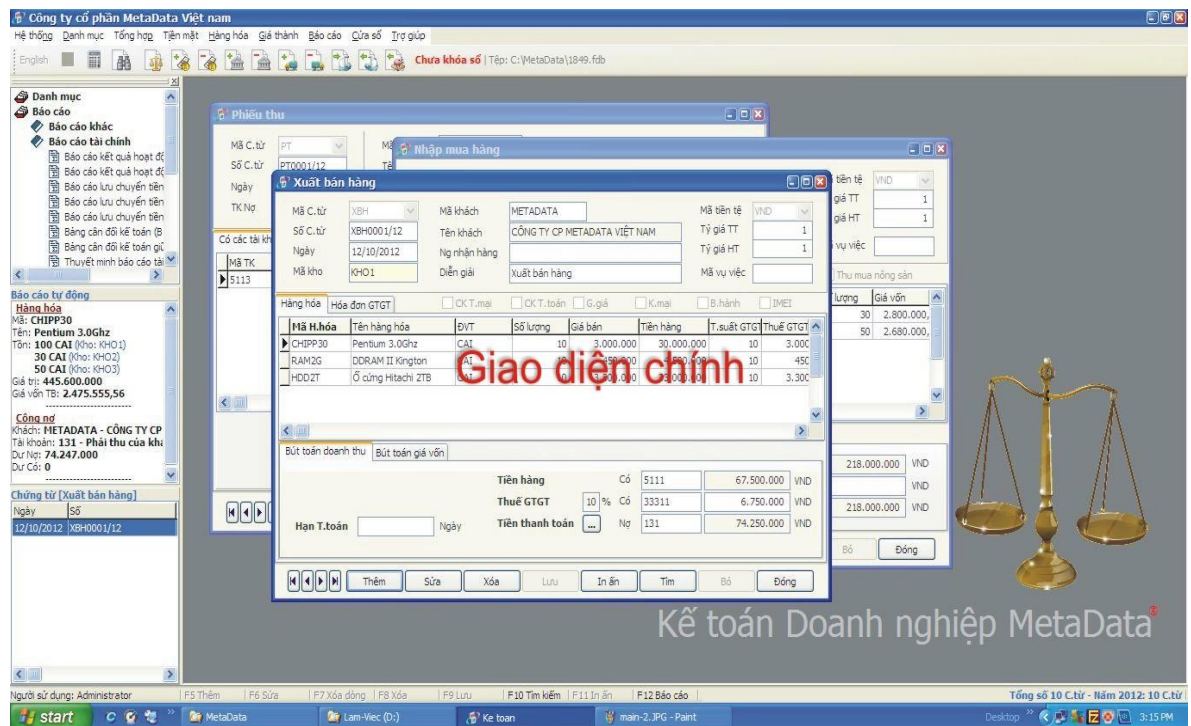 Công ty cổ phần MetaData Việt nam
Hệ thống Danh mục Tổng hợp Tiền mặt Hàng hóa Giá thành Báo cáo Cửa sổ Trợ giúp
English Chưa khóa sổ | Tệp: C:\MetaData\1849.fdb
Danh mục
Báo cáo
Báo cáo khác
Báo cáo tài chính
Báo cáo kết quả hoạt độ
Báo cáo kết quả hoạt độ
Báo cáo lưu chuyển tiền
Báo cáo lưu chuyển tiền
Báo cáo lưu chuyển tiền
Bảng cân đối kế toán (B
Bảng cân đối kế toán giũ
Thuyết minh báo cáo tài
Báo cáo tự động
Hàng hóa
Mã: CHIPP30
Tên: Pentium 3.0Ghz
Tồn: 100 CAI (Kho: KHO1)
30 CAI (Kho: KHO2)
50 CAI (Kho: KHO3)
Giá trị: 445.600.000
Giá vốn TB: 2.475.555,56
Công nợ
Khách: METADATA - CÔNG TY CP
Tài khoản: 131 - Phải thu của khá
Dư Nợ: 74.247.000
Dư Có: 0
Chứng từ [Xuất bán hàng]
Ngày Số
12/10/2012 XBH0001/12
Phiếu thu
Mã C.từ PT
Số C.từ PT0001/12
Ngày
TK Nợ
Có các tài kh
Mã TK
5113
Nhập mua hàng
tiền tệ VND
giá TT 1
giá HT 1
vụ việc
Thu mua nông sản
lượng Giá vốn
30 2.800.000,
50 2.680.000,
218.000.000 VND
VND
218.000.000 VND
Bỏ Đóng
Xuất bán hàng
Mã C.từ XBH Mã khách METADATA Mã tiền tệ VND
Số C.từ XBH0001/12 Tên khách CÔNG TY CP METADATA VIỆT NAM Tỷ giá TT 1
Ngày 12/10/2012 Ng nhận hàng Tỷ giá HT 1
Mã kho KHO1 Diễn giải Xuất bán hàng Mã vụ việc
Hàng hóa Hóa đơn GTGT CK T.mại CK T.toán G.giá K.mại B.hành IMEI
Mã H.hóa Tên hàng hóa ĐVT Số lượng Giá bán Tiền hàng T.suất GTGT Thuế GTGT
CHIPP30 Pentium 3.0Ghz CAI 10 3.000.000 30.000.000 10 3.000
RAM2G DDRAM II Kington CAI 10 450.000 4.500.000 10 450
HDD2T Ổ cứng Hitachi 2TB CAI 10 3.300.000 33.000.000 10 3.300
Giao diện chính
Bút toán doanh thu Bút toán giá vốn
Tiền hàng Có 5111 67.500.000 VND
Thuế GTGT 10 % Có 33311 6.750.000 VND
Hạn T.toán Ngày Tiền thanh toán ... Nợ 131 74.250.000 VND
Thêm Sửa Xóa Lưu In ấn Tìm Bỏ Đóng
Kế toán Doanh nghiệp MetaData®
Người sử dụng: Administrator F5 Thêm F6 Sửa F7 Xóa dòng F8 Xóa F9 Lưu F10 Tìm kiếm F11 In ấn F12 Báo cáo Tổng số 10 C.từ - Năm 2012: 10 C.từ
start MetaData Lam-Viec (D:) Ke toan main-2.JPG - Paint Desktop 3:15 PM